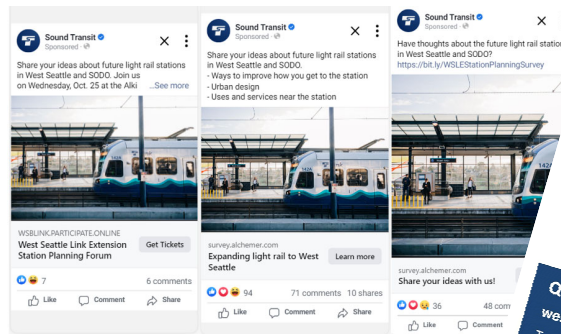 Sound Transit
Sponsored ·
Share your ideas about future light rail stations
in West Seattle and SODO. Join us
on Wednesday, Oct. 25 at the Alki ...See more
WSBLINK.PARTICIPATE.ONLINE
West Seattle Link Extension
Station Planning Forum
Get Tickets
7
6 comments
Like
Comment
Share
Sound Transit
Sponsored ·
Share your ideas about future light rail stations
in West Seattle and SODO.
- Ways to improve how you get to the station
- Urban design
- Uses and services near the station
survey.alchemer.com
Expanding light rail to West
Seattle
Learn more
94
71 comments 10 shares
Like
Comment
Share
Sound Transit
Sponsored ·
Have thoughts about the future light rail station
in West Seattle and SODO?
https://bit.ly/WSLEStationPlanningSurvey
142
survey.alchemer.com
Share your ideas with us!
36
48 com
Like
Comment